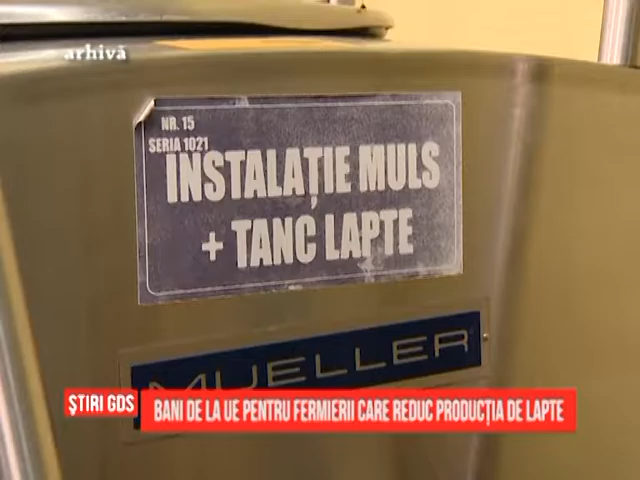 arhivă
NR. 15
SERIA 1021
INSTALAȚIE MULS
+ TANC LAPTE
MUELLER
ȘTIRI GDS
BANI DE LA UE PENTRU FERMIERII CARE REDUC PRODUCȚIA DE LAPTE